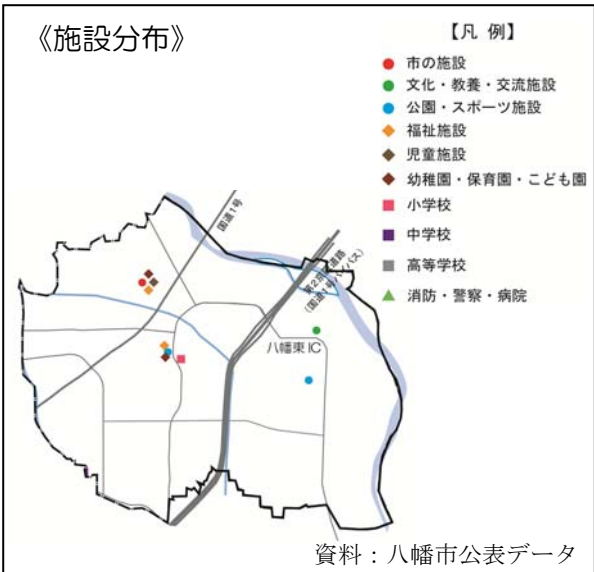 《施設分布》
【凡 例】
市の施設
文化・教養・交流施設
公園・スポーツ施設
福祉施設
児童施設
幼稚園・保育園・こども園
小学校
中学校
高等学校
消防・警察・病院
国道1号
八幡東IC
資料：八幡市公表データ